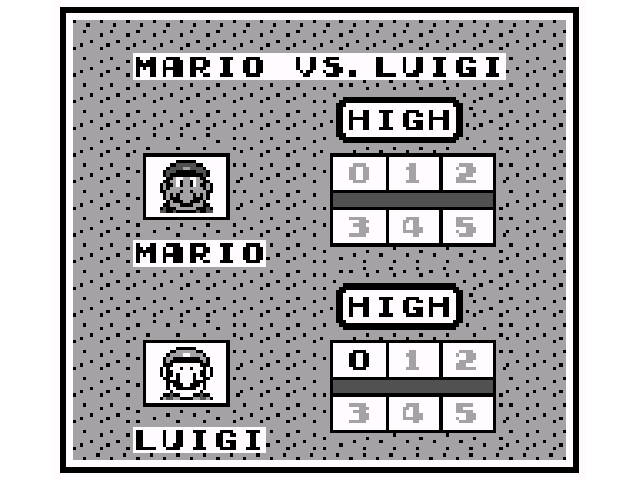 MARIO VS. LUIGI
HIGH
0 1 2
3 4 5
MARIO
HIGH
0 1 2
3 4 5
LUIGI